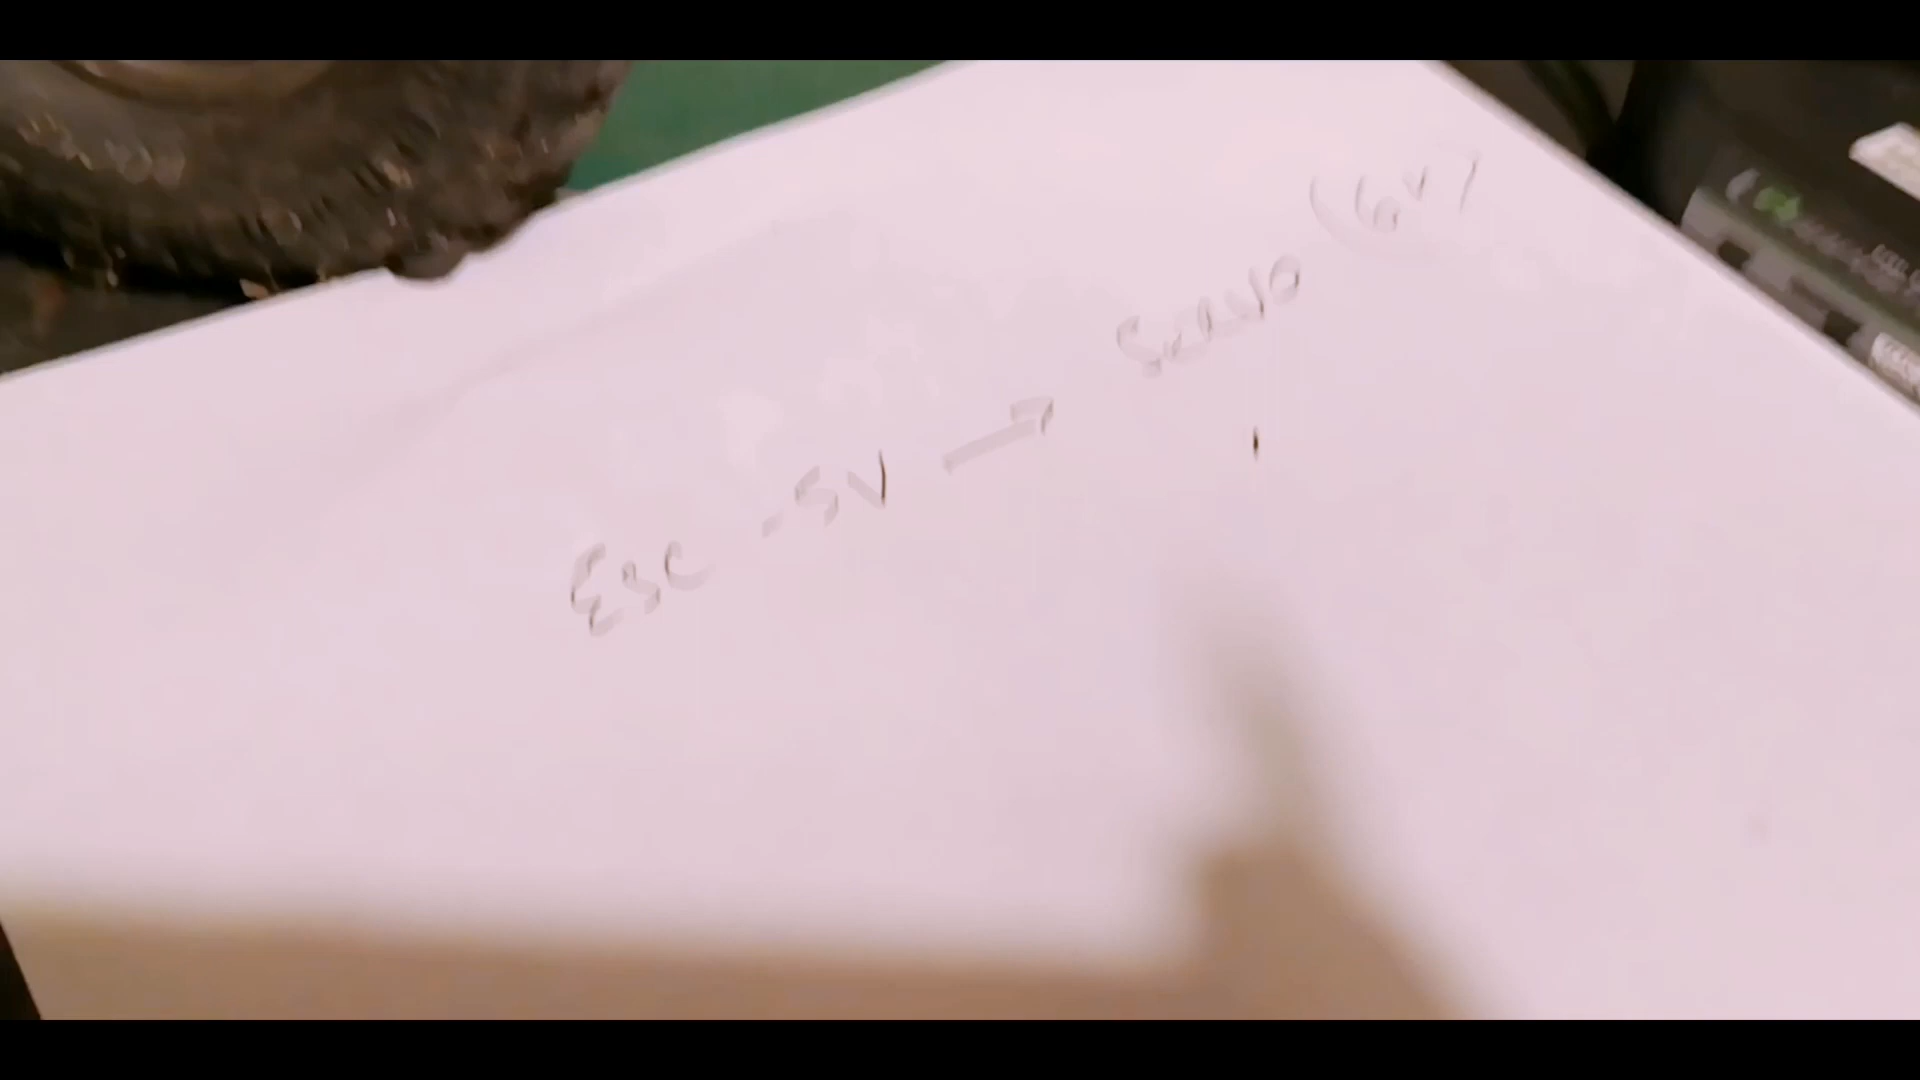 ESC - 5V → SERVO (6V)